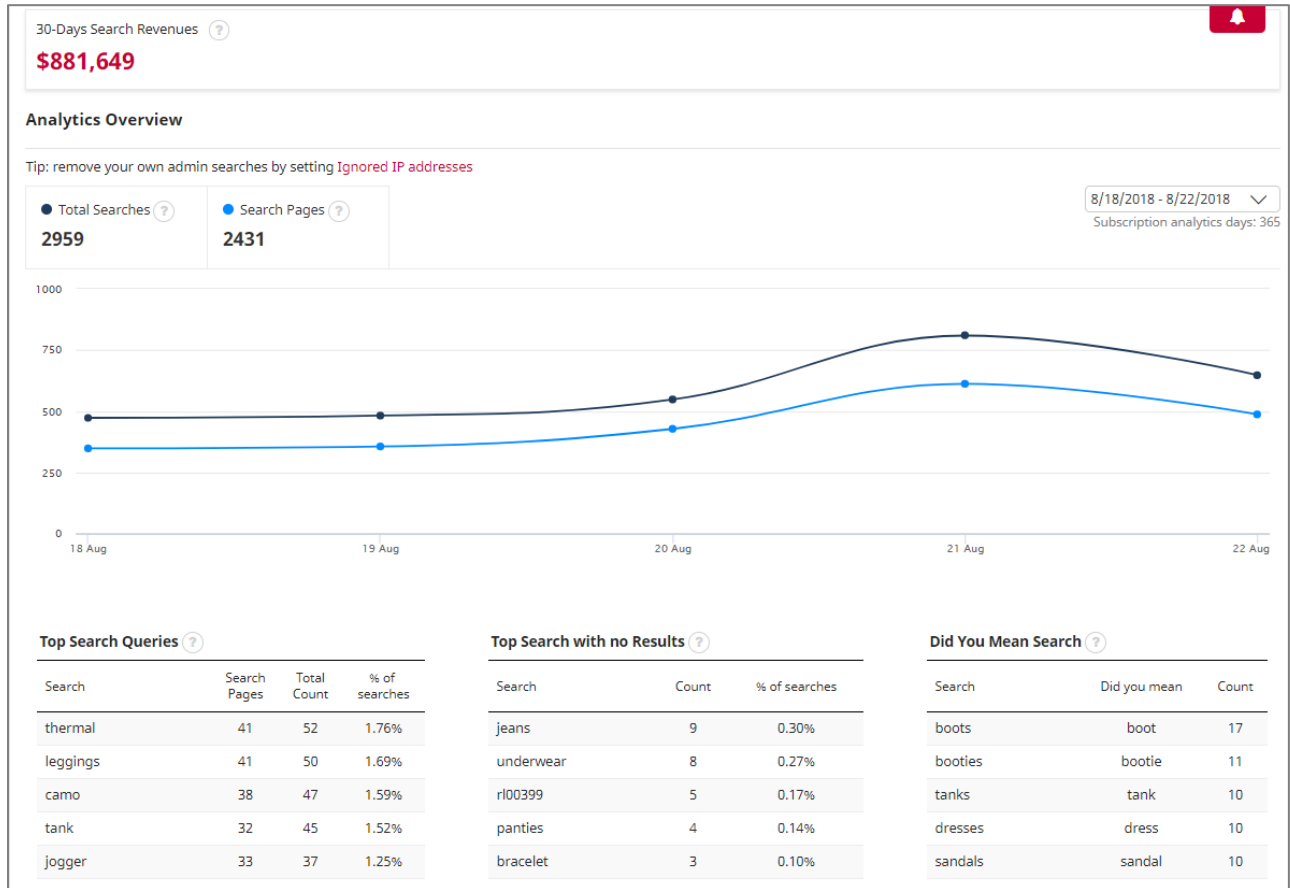 30-Days Search Revenues ?
$881,649
Analytics Overview
Tip: remove your own admin searches by setting Ignored IP addresses
Total Searches ? Search Pages ?
2959 2431
8/18/2018 - 8/22/2018
Subscription analytics days: 365
1000
750
500
250
0
18 Aug 19 Aug 20 Aug 21 Aug 22 Aug
Top Search Queries ?
Search Search Pages Total Count % of searches
thermal 41 52 1.76%
leggings 41 50 1.69%
camo 38 47 1.59%
tank 32 45 1.52%
jogger 33 37 1.25%
Top Search with no Results ?
Search Count % of searches
jeans 9 0.30%
underwear 8 0.27%
rl00399 5 0.17%
panties 4 0.14%
bracelet 3 0.10%
Did You Mean Search ?
Search Did you mean Count
boots boot 17
booties bootie 11
tanks tank 10
dresses dress 10
sandals sandal 10